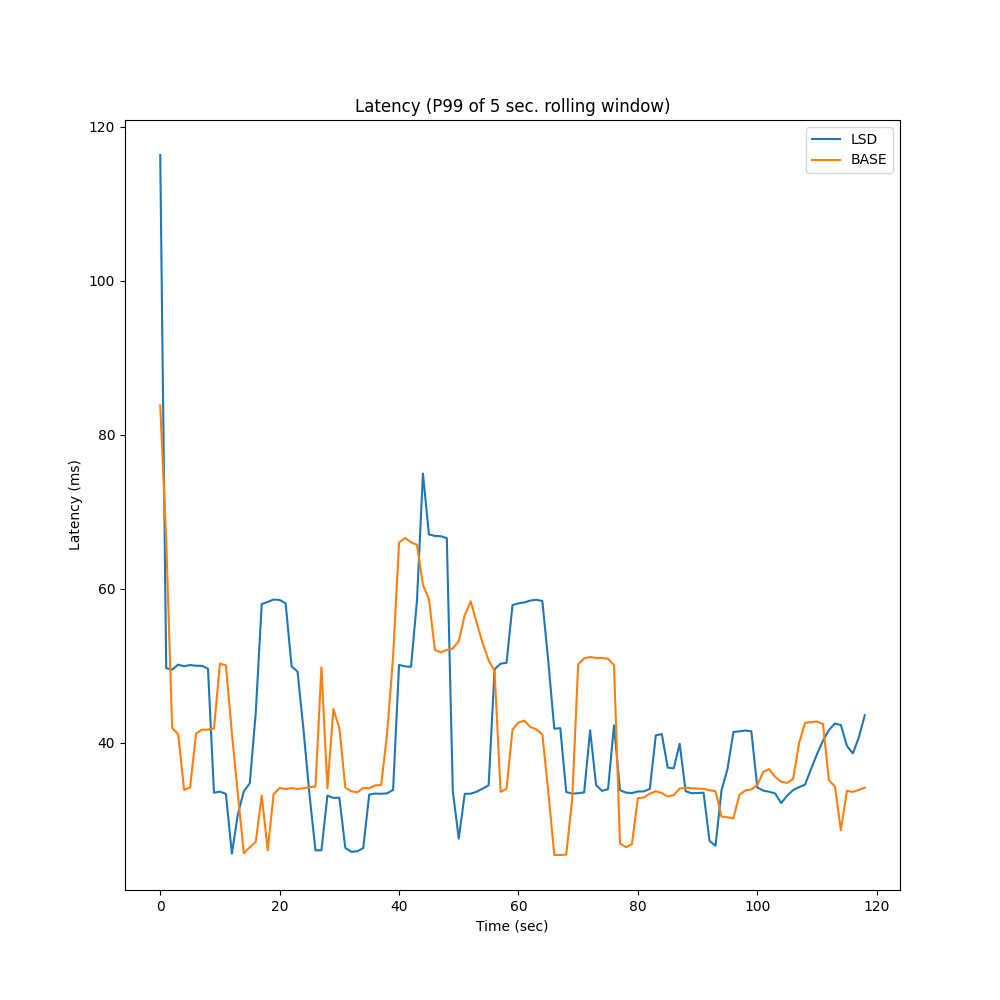 Latency (P99 of 5 sec. rolling window)
LSD
BASE
Latency (ms)
120
100
80
60
40
0 20 40 60 80 100 120
Time (sec)